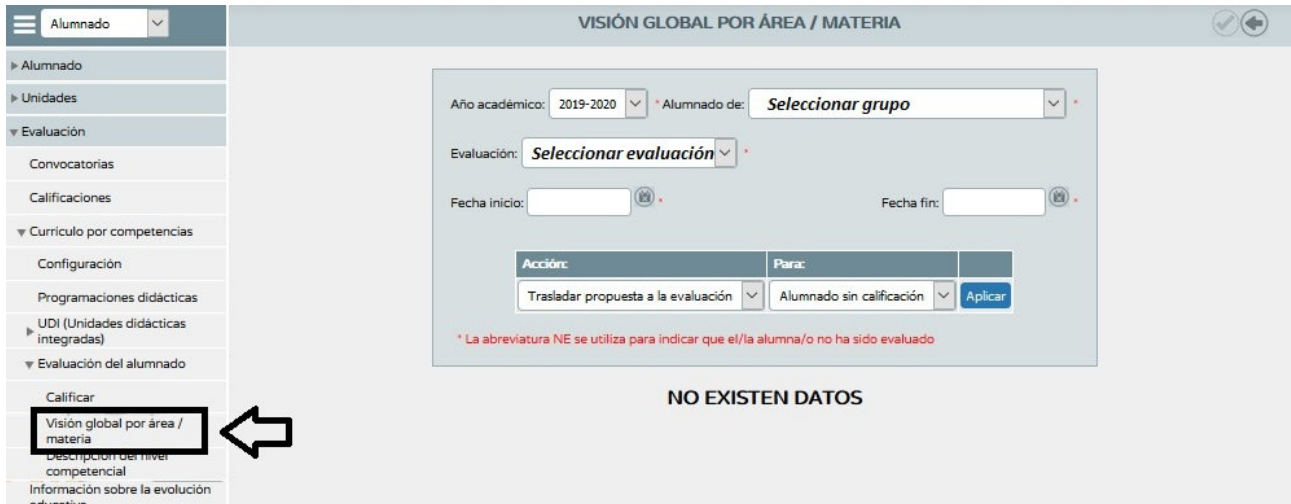 Alumnado
VISIÓN GLOBAL POR ÁREA / MATERIA
Alumnado
Unidades
Evaluación
Convocatorias
Calificaciones
Currículo por competencias
Configuración
Programaciones didácticas
UDI (Unidades didácticas
integradas)
Evaluación del alumnado
Calificar
Visión global por área /
materia
Descripción del nivel
competencial
Información sobre la evolución
educativa
Año académico: 2019-2020 * Alumnado de: Seleccionar grupo *
Evaluación: Seleccionar evaluación *
Fecha inicio: * Fecha fin: *
Acción: Para:
Trasladar propuesta a la evaluación Alumnado sin calificación Aplicar
* La abreviatura NE se utiliza para indicar que el/la alumna/o no ha sido evaluado
NO EXISTEN DATOS